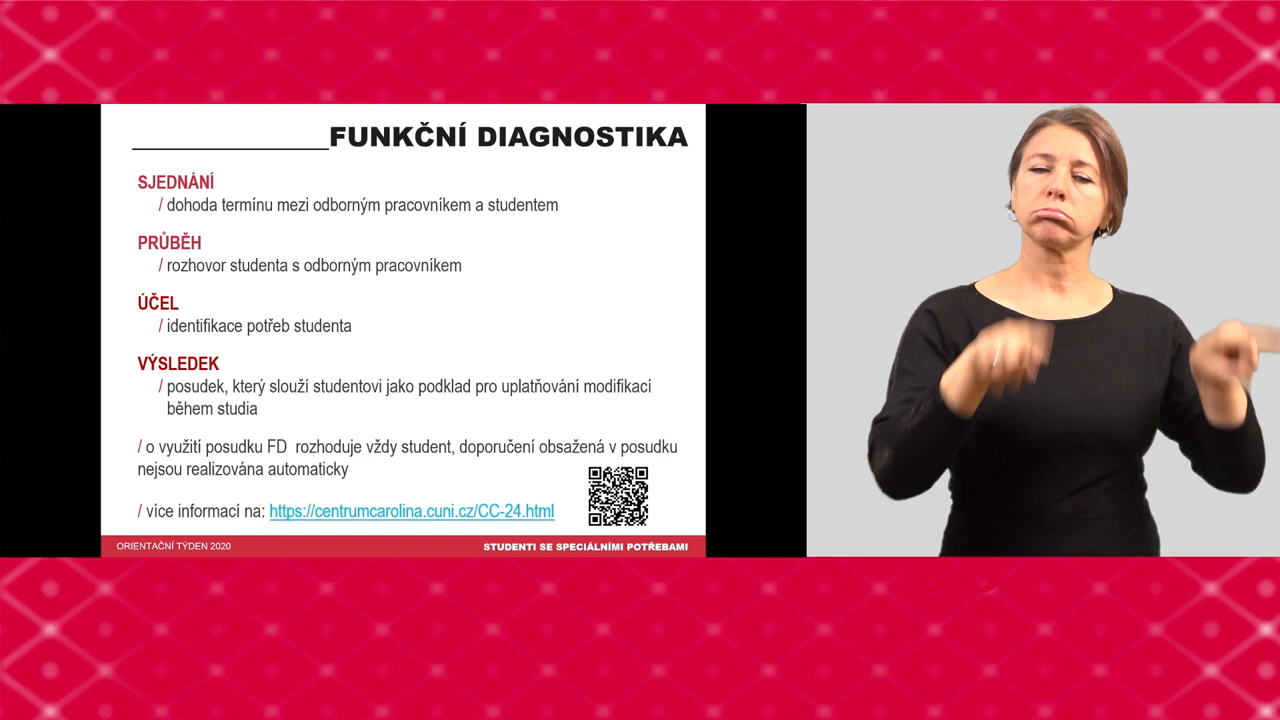 FUNKČNÍ DIAGNOSTIKA
SJEDNÁNÍ
/ dohoda termínu mezi odborným pracovníkem a studentem
PRŮBĚH
/ rozhovor studenta s odborným pracovníkem
ÚČEL
/ identifikace potřeb studenta
VÝSLEDEK
/ posudek, který slouží studentovi jako podklad pro uplatňování modifikací
během studia
/ o využití posudku FD rozhoduje vždy student, doporučení obsažená v posudku
nejsou realizována automaticky
/ více informací na: https://centrumcarolina.cuni.cz/CC-24.html
ORIENTAČNÍ TÝDEN 2020
STUDENTI SE SPECIÁLNÍMI POTŘEBAMI